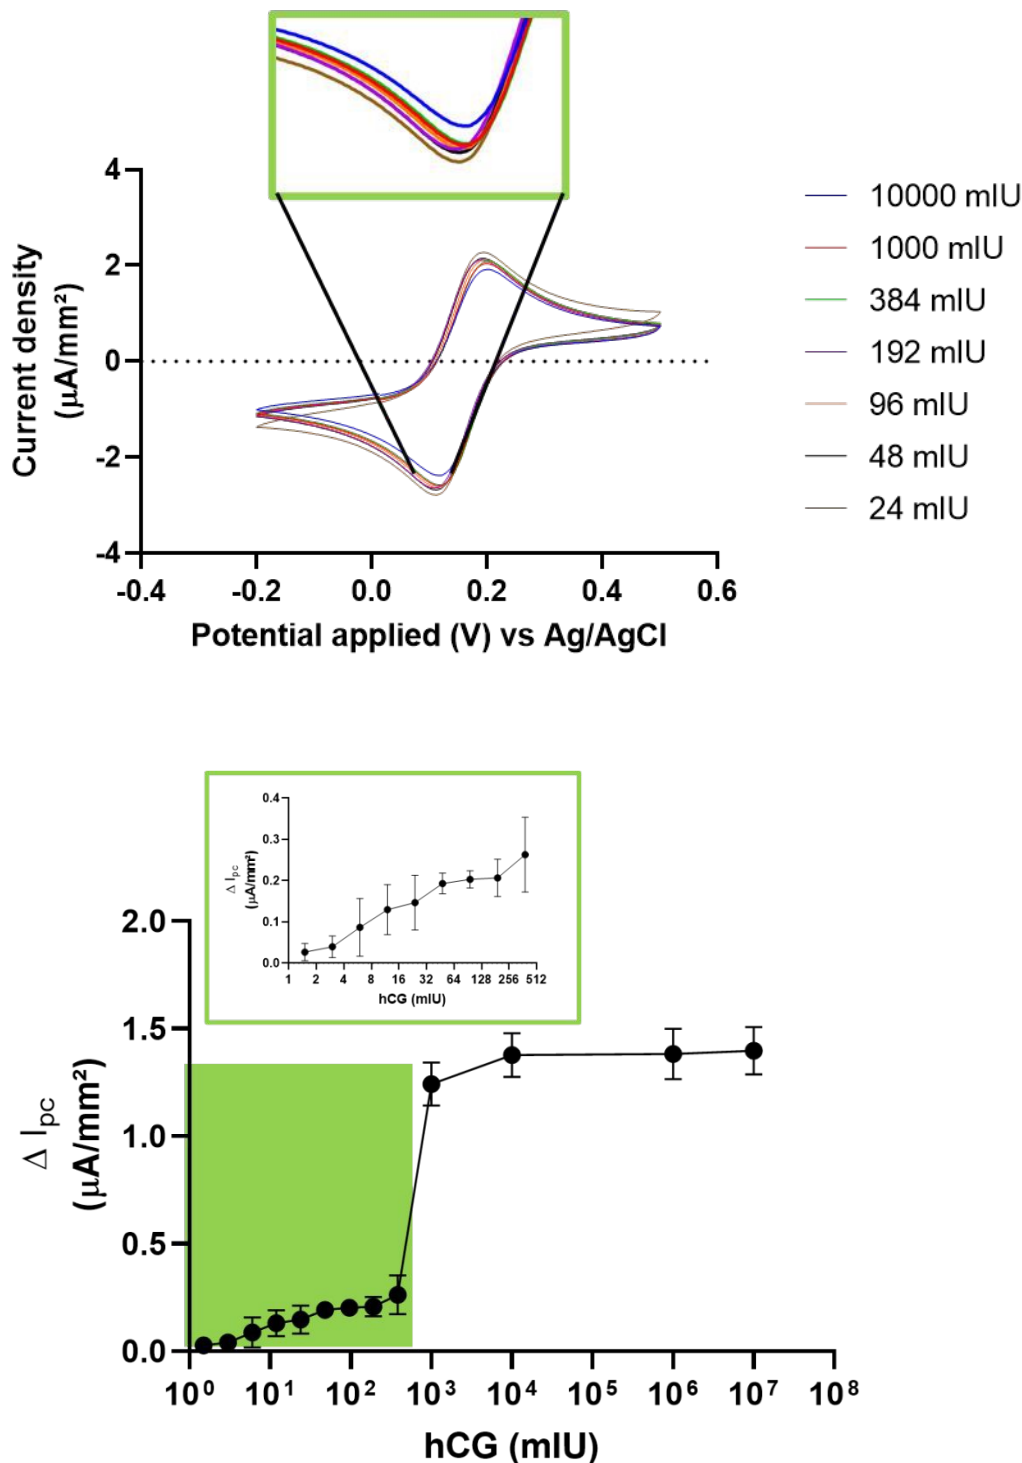 4
2
0
-2
-4
Current density
(µA/mm²)
-0.4 -0.2 0.0 0.2 0.4 0.6
Potential applied (V) vs Ag/AgCl
10000 mIU
1000 mIU
384 mIU
192 mIU
96 mIU
48 mIU
24 mIU
0.4
0.3
0.2
0.1
0.0
Δ Ipc
(µA/mm²)
1 2 4 8 16 32 64 128 256 512
hCG (mIU)
2.0
1.5
1.0
0.5
0.0
Δ Ipc
(µA/mm²)
10⁰ 10¹ 10² 10³ 10⁴ 10⁵ 10⁶ 10⁷ 10⁸
hCG (mIU)